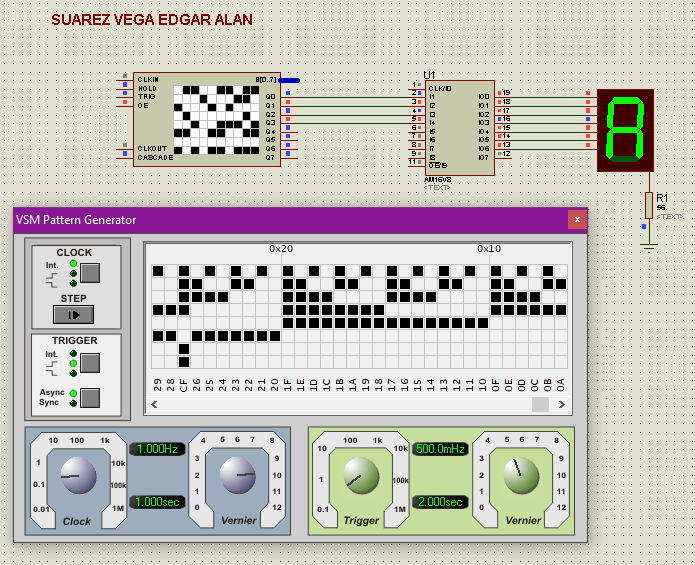 SUAREZ VEGA EDGAR ALAN
U1
CLKIN
HOLD
TRIG
OE
CLKOUT
CASCADE
B[0..7]
Q0
Q1
Q2
Q3
Q4
Q5
Q6
Q7
1
2
3
4
5
6
7
8
9
11
CLK/I0
I1
I2
I3
I4
I5
I6
I7
I8
OE/I9
IO0
IO1
IO2
IO3
IO4
IO5
IO6
IO7
19
18
17
16
15
14
13
12
AM16V8
<TEXT>
R1
56.
<TEXT>
VSM Pattern Generator
x
CLOCK
Int.
STEP
TRIGGER
Int.
Async
Sync
0x20 0x10
29 28 CF 26 25 24 23 22 21 20 1F 1E 1D 1C 1B 1A 19 18 17 16 15 14 13 12 11 10 0F 0E 0D 0C 0B 0A
0.01 0.1 1 10 100 1k 10k 100k 1M
Clock
1.000Hz
1.000sec
0 2 3 4 5 6 7 8 9 10 11 12
Vernier
0.01 0.1 1 10 100 1k 10k 100k 1M
Trigger
500.0mHz
2.000sec
0 2 3 4 5 6 7 8 9 10 11 12
Vernier